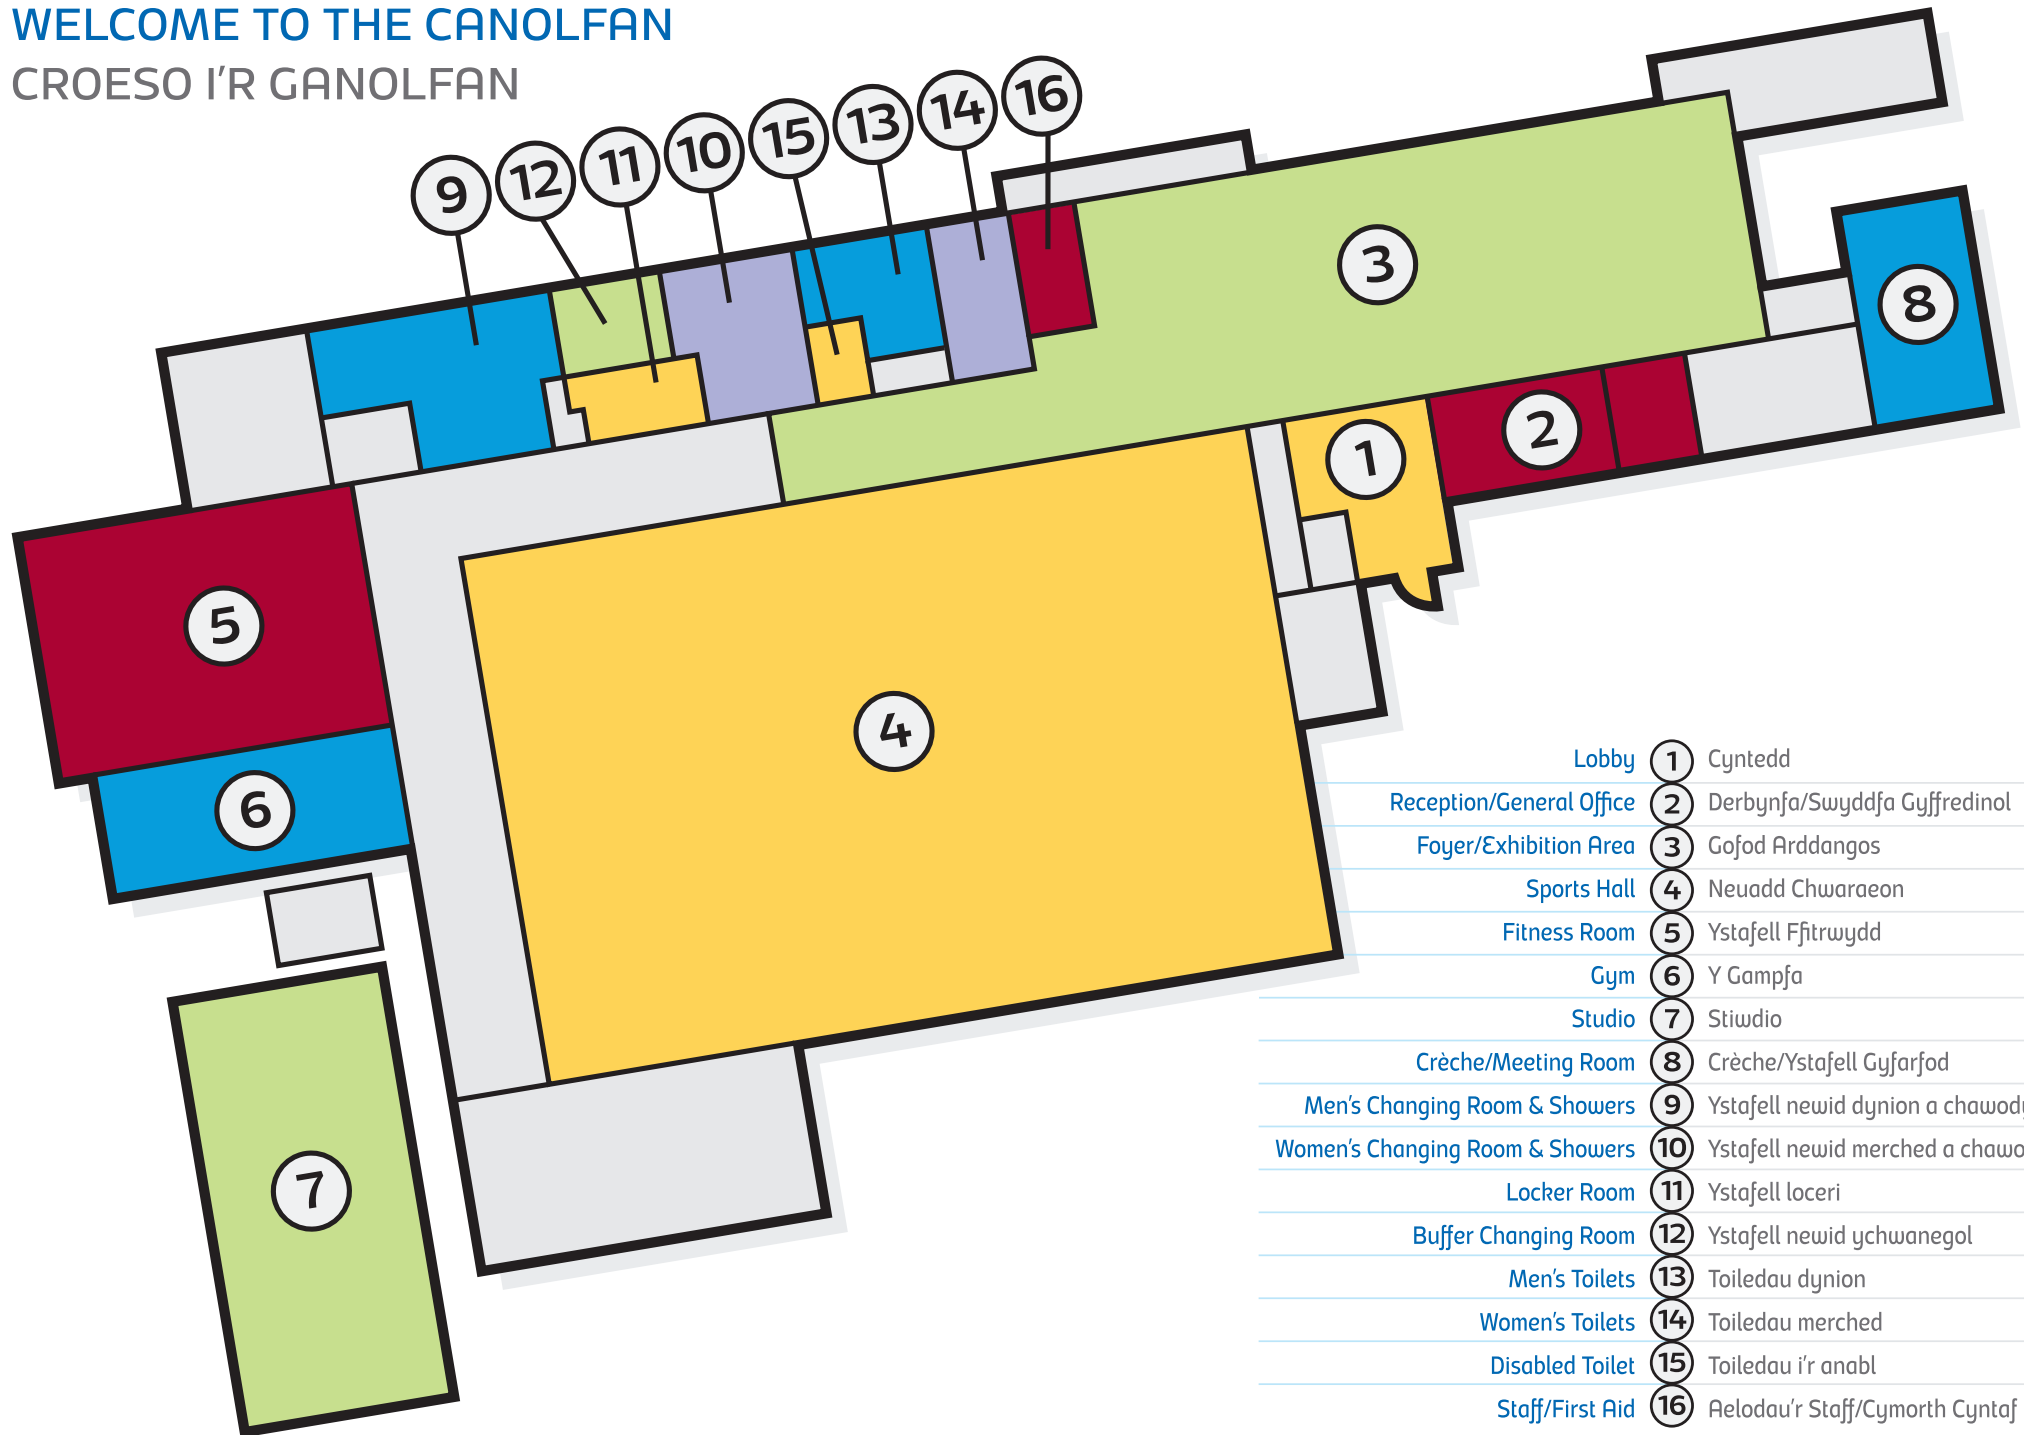 WELCOME TO THE CANOLFAN
CROESO I'R GANOLFAN
9 12 11 10 15 13 14 16
3
8
1
2
5
4
6
7
Lobby 1 Cyntedd
Reception/General Office 2 Derbynfa/Swyddfa Gyffredinol
Foyer/Exhibition Area 3 Gofod Arddangos
Sports Hall 4 Neuadd Chwaraeon
Fitness Room 5 Ystafell Ffitrwydd
Gym 6 Y Gampfa
Studio 7 Stiwdio
Crèche/Meeting Room 8 Crèche/Ystafell Gyfarfod
Men's Changing Room & Showers 9 Ystafell newid dynion a
Women's Changing Room & Showers 10 Ystafell newid merched a
Locker Room 11 Ystafell loceri
Buffer Changing Room 12 Ystafell newid ychwanegol
Men's Toilets 13 Toiledau dynion
Women's Toilets 14 Toiledau merched
Disabled Toilet 15 Toiledau i'r anabl
Staff/First Aid 16 Aelodau'r Staff/Cymorth Cyntaf